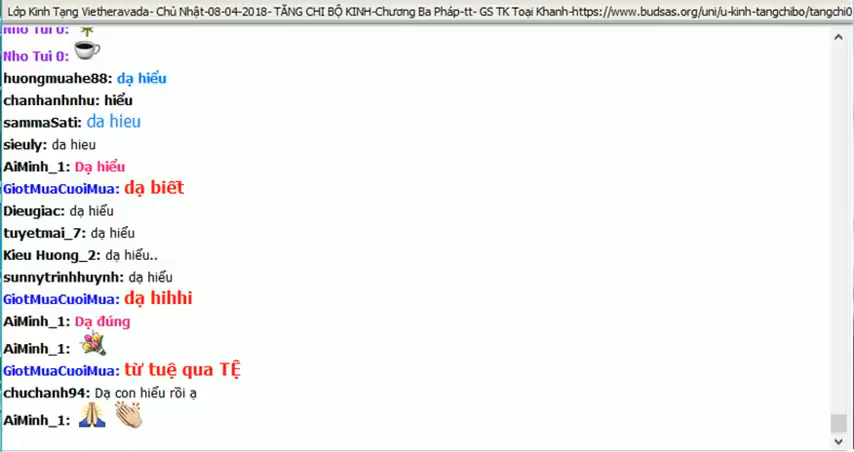 Lớp Kinh Tạng Vietheravada- Chủ Nhật-08-04-2018- TĂNG CHI BỘ KINH-Chương Ba Pháp-tt- GS TK Toại Khanh-https://www.budsas.org/uni/u-kinh-tangchibo/tangchi0
Nho Tui 0:
Nho Tui 0:
huongmuahe88: dạ hiểu
chanhanhnhu: hiểu
sammaSati: da hieu
sieuly: da hieu
AiMinh_1: Dạ hiểu
GiotMuaCuoiMua: dạ biết
Dieugiac: dạ hiểu
tuyetmai_7: dạ hiểu
Kieu Huong_2: dạ hiểu..
sunnytrinhhuynh: dạ hiểu
GiotMuaCuoiMua: dạ hihhi
AiMinh_1: Dạ đúng
AiMinh_1:
GiotMuaCuoiMua: từ tuệ qua TỆ
chuchanh94: Dạ con hiểu rồi ạ
AiMinh_1: